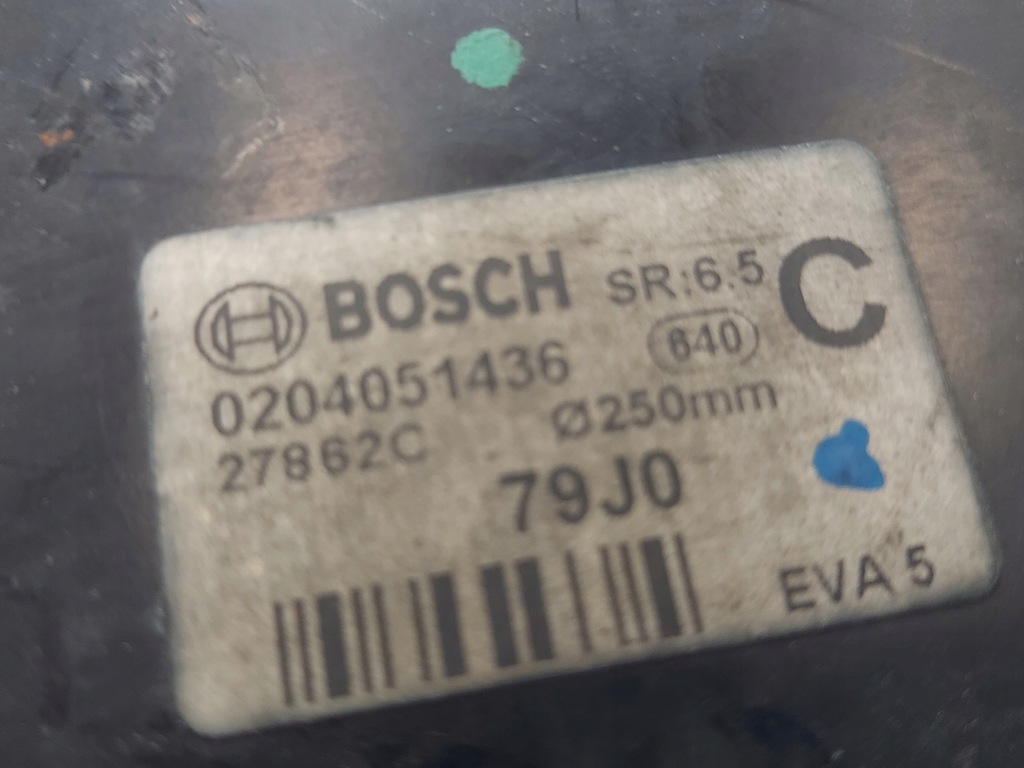 BOSCH SR:6.5 C
0204051436 640
27862C Ø250mm
79J0
EVA 5